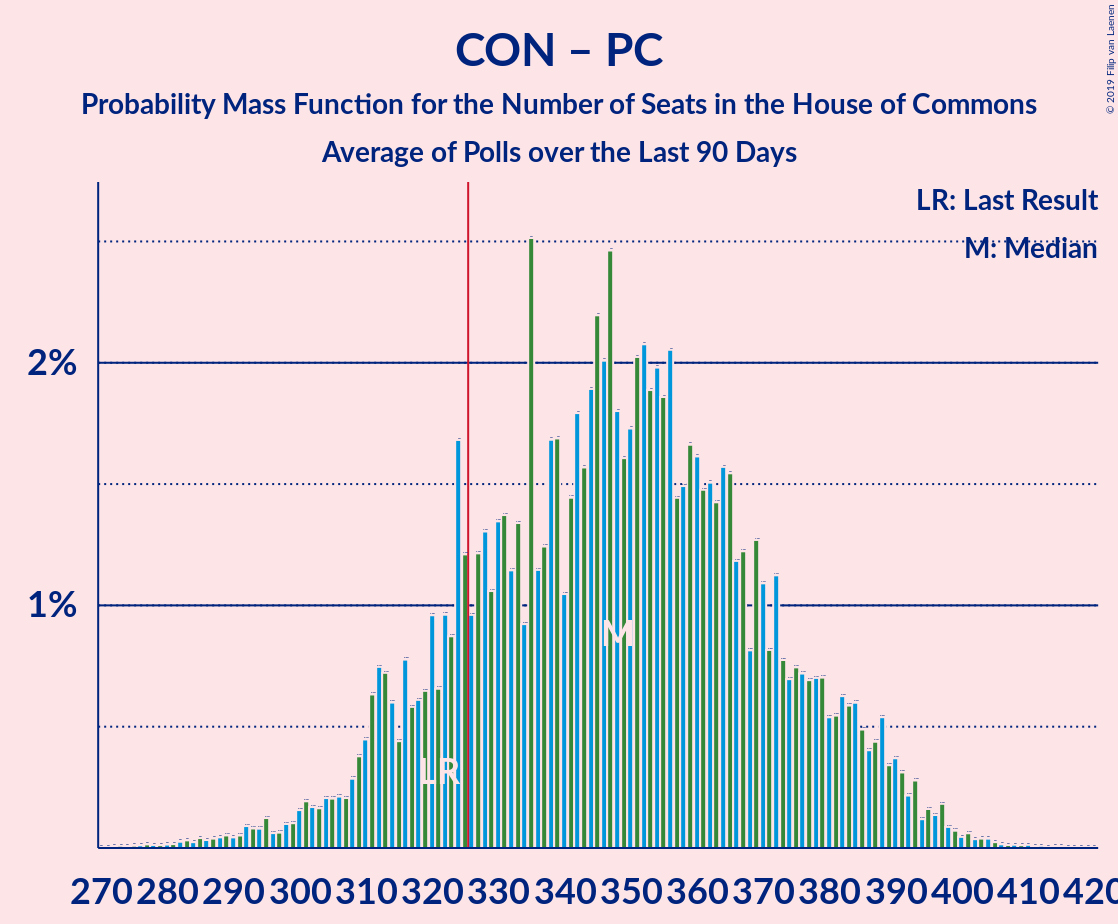 CON – PC
Probability Mass Function for the Number of Seats in the House of Commons
Average of Polls over the Last 90 Days
© 2019 Filip van Laenen
LR: Last Result
M: Median
2%
1%
M
LR
270 280 290 300 310 320 330 340 350 360 370 380 390 400 410 420